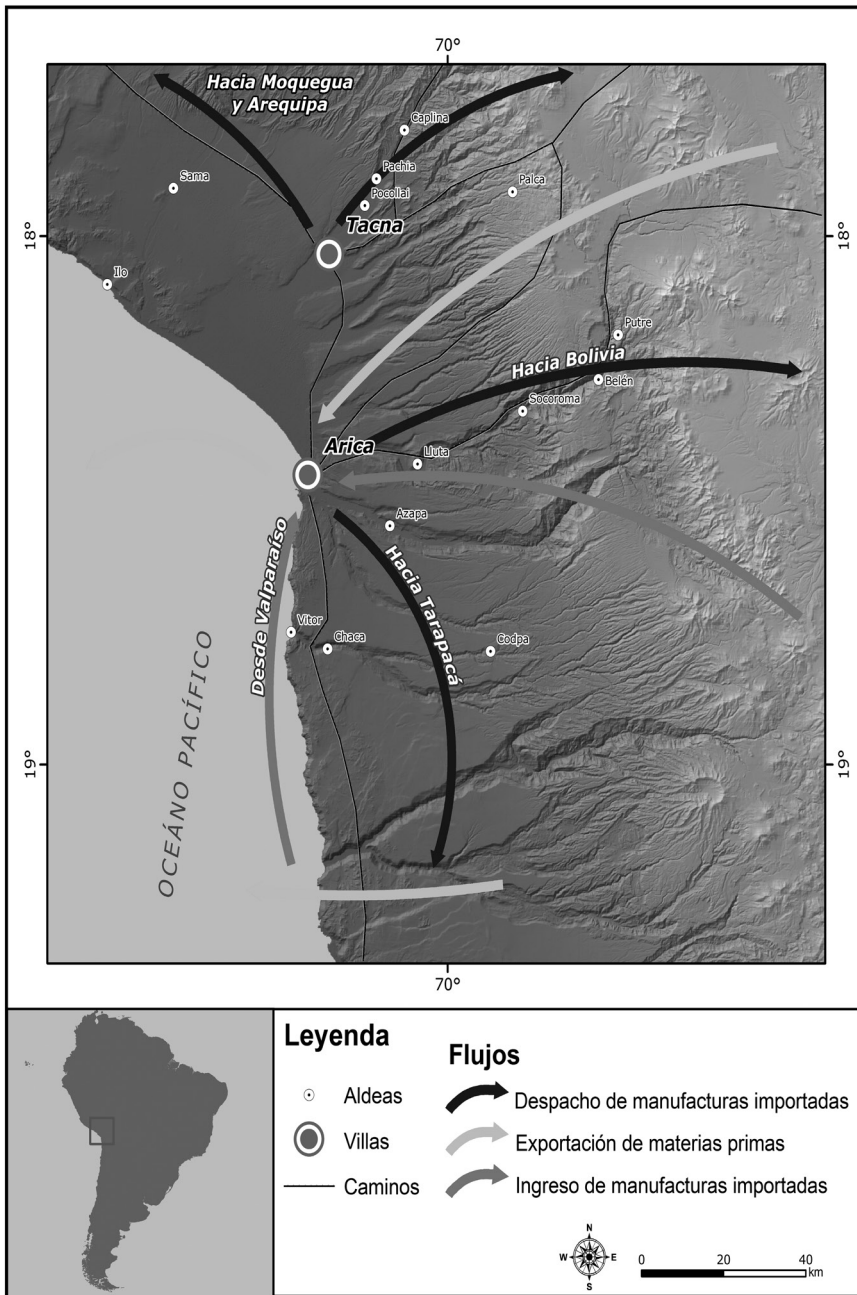 70°
Hacia Moquegua
y Arequipa
Caplina
Pachia
Sama
Palca
Pocollaí
Tacna
18°
18°
Ilo
Putre
Hacia Bolivia
Belén
Socoroma
Arica
Lluta
Azapa
Desde Valparaíso
Hacia Tarapacá
Vitor
Chaca
Codpa
OCEÁNO PACÍFICO
19°
19°
70°
Leyenda
Aldeas
Villas
Caminos
Flujos
Despacho de manufacturas importadas
Exportación de materias primas
Ingreso de manufacturas importadas
N
W
E
S
0 20 40
km